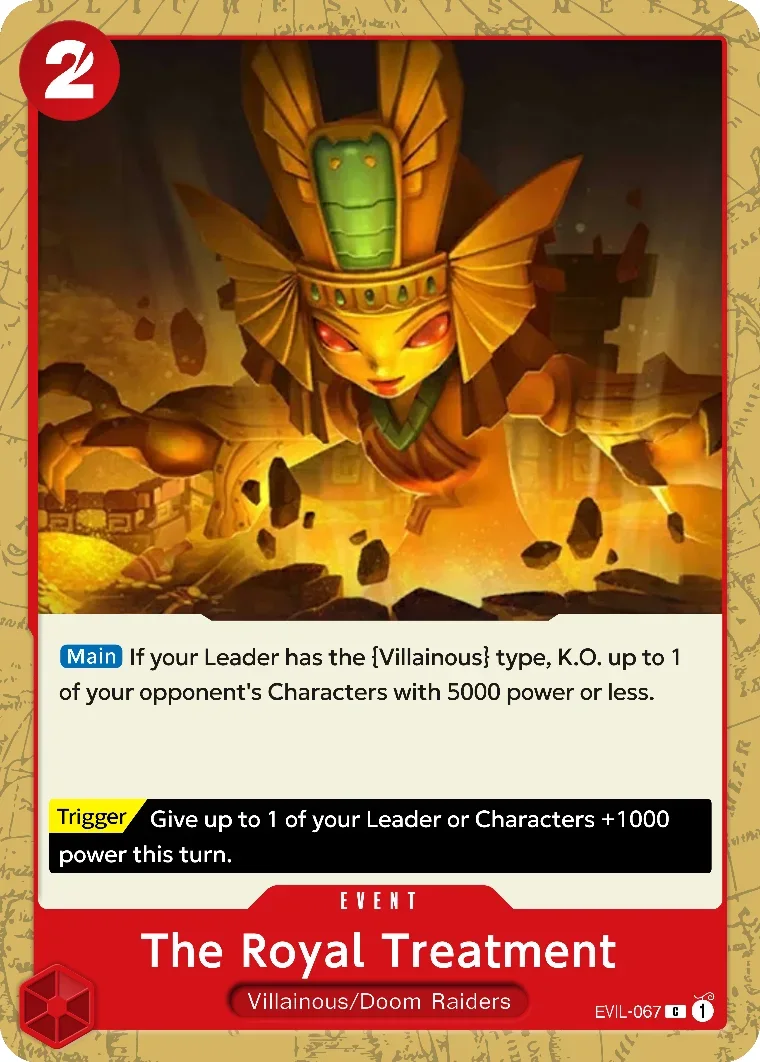 2
Main If your Leader has the {Villainous} type, K.O. up to 1
of your opponent's Characters with 5000 power or less.
Trigger Give up to 1 of your Leader or Characters +1000
power this turn.
EVENT
The Royal Treatment
Villainous/Doom Raiders
EVIL-067 C 1